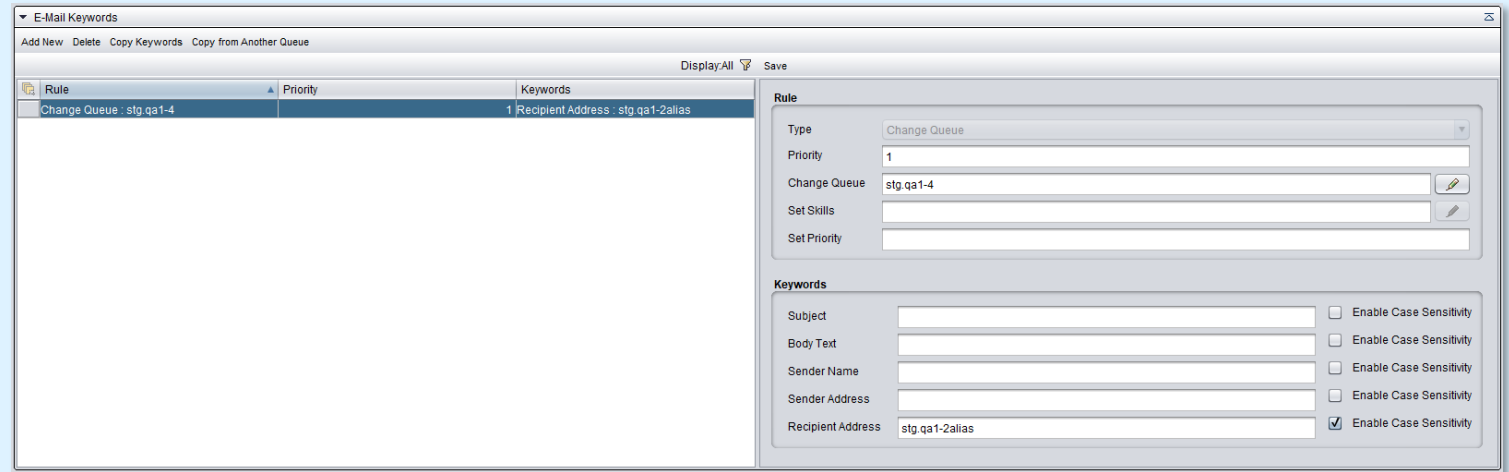 E-Mail Keywords
Add New Delete Copy Keywords Copy from Another Queue
Display:All Save
Rule Priority Keywords
Change Queue : stg.qa1-4 1 Recipient Address : stg.qa1-2alias
Rule
Type Change Queue
Priority 1
Change Queue stg.qa1-4
Set Skills
Set Priority
Keywords
Subject Enable Case Sensitivity
Body Text Enable Case Sensitivity
Sender Name Enable Case Sensitivity
Sender Address Enable Case Sensitivity
Recipient Address stg.qa1-2alias Enable Case Sensitivity